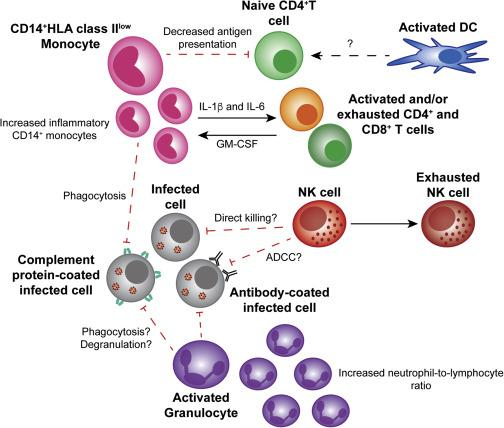 CD14⁺HLA class IIˡᵒʷ
Monocyte
Decreased antigen
presentation
Naive CD4⁺T
cell
?
Activated DC
Increased inflammatory
CD14⁺ monocytes
IL-1β and IL-6
GM-CSF
Activated and/or
exhausted CD4⁺ and
CD8⁺ T cells
Phagocytosis
Infected
cell
Direct killing?
ADCC?
NK cell
Exhausted
NK cell
Complement
protein-coated
infected cell
Antibody-coated
infected cell
Phagocytosis?
Degranulation?
Activated
Granulocyte
Increased neutrophil-to-lymphocyte
ratio